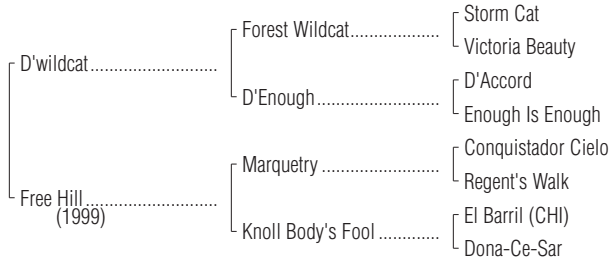 Storm Cat
Forest Wildcat....................
Victoria Beauty
D'wildcat...........................
D'Accord
D'Enough...........................
Enough Is Enough
Conquistador Cielo
Marquetry .........................
Regent's Walk
Free Hill............................
(1999)
El Barril (CHI)
Knoll Body's Fool .............
Dona-Ce-Sar